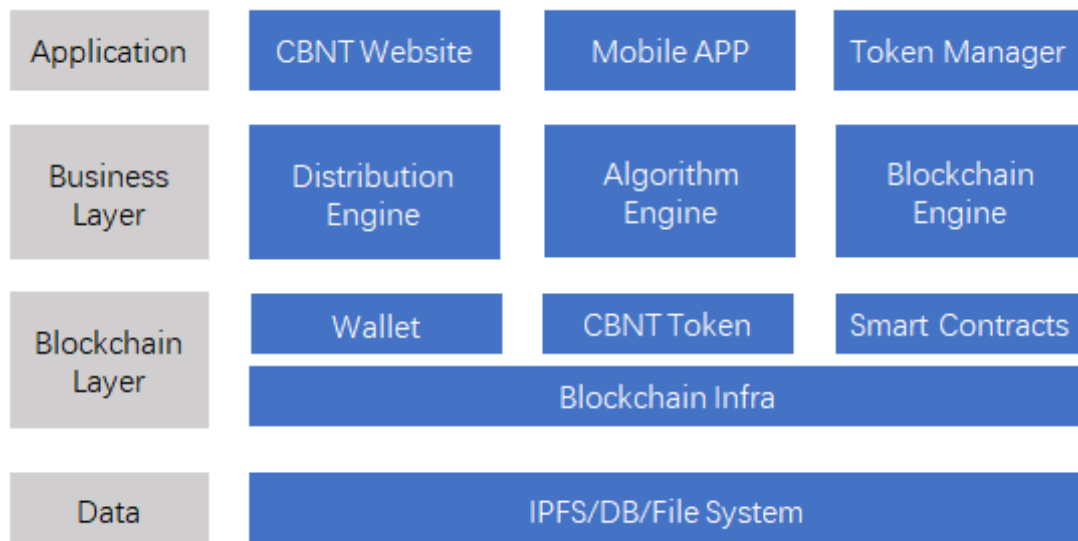 Application
CBNT Website
Mobile APP
Token Manager
Business
Layer
Distribution
Engine
Algorithm
Engine
Blockchain
Engine
Blockchain
Layer
Wallet
CBNT Token
Smart Contracts
Blockchain Infra
Data
IPFS/DB/File System